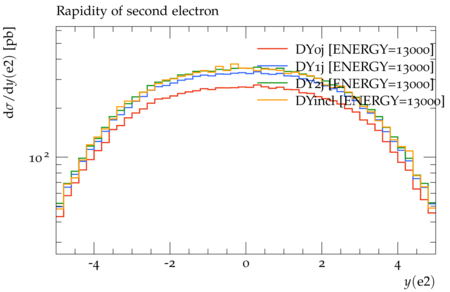 Rapidity of second electron
dσ/dy(e2) [pb]
DY0j [ENERGY=13000]
DY1j [ENERGY=13000]
DY2j [ENERGY=13000]
DYincl [ENERGY=13000]
10²
-4 -2 0 2 4
y(e2)